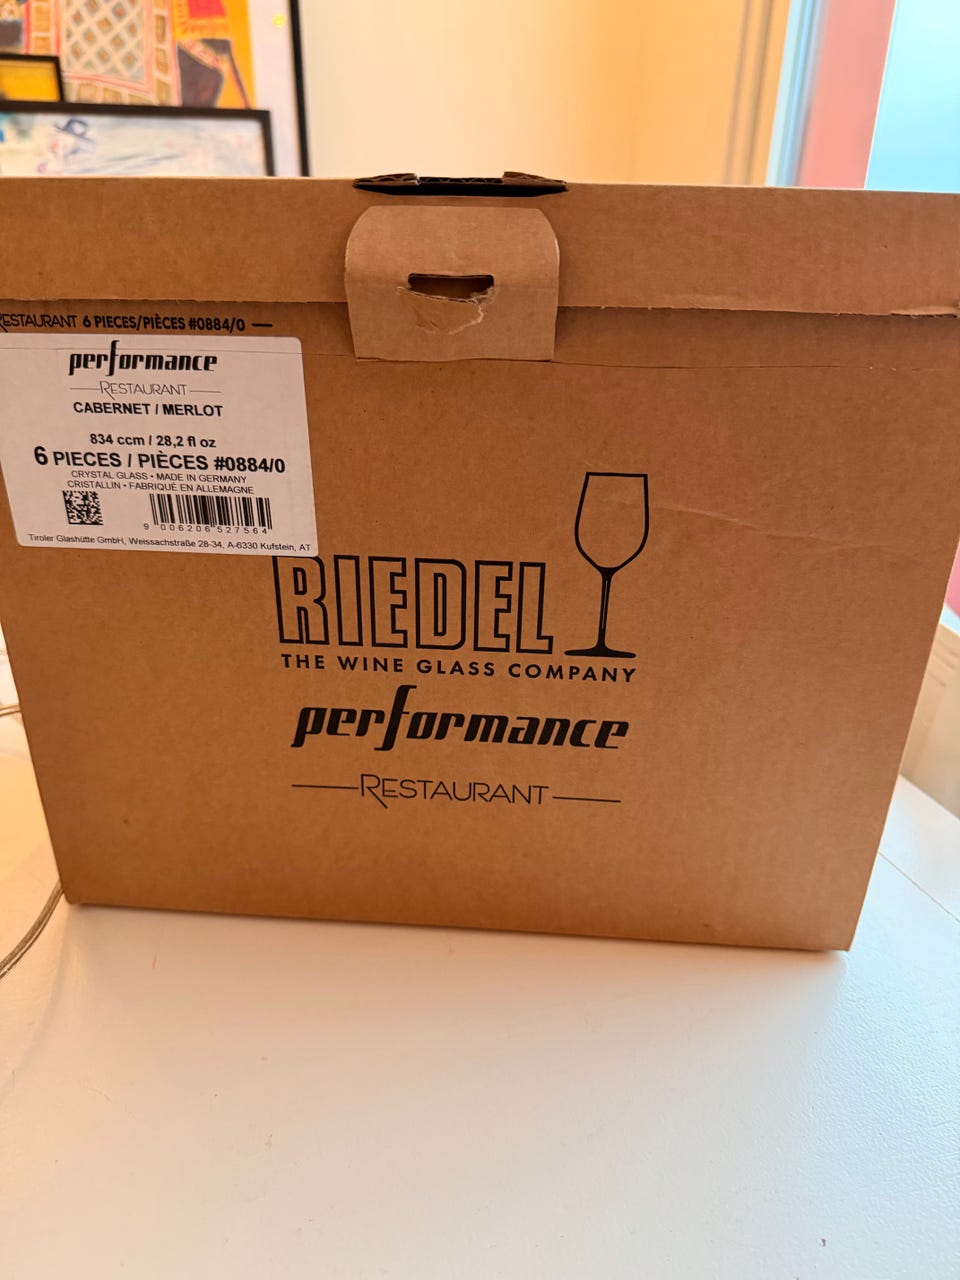 RESTAURANT 6 PIECES/PIÈCES #0884/0
performance
RESTAURANT
CABERNET / MERLOT
834 ccm / 28,2 fl oz
6 PIECES / PIÈCES #0884/0
CRYSTAL GLASS • MADE IN GERMANY
CRISTALLIN • FABRIQUÉ EN ALLEMAGNE
9 006206 527564
Tiroler Glashütte GmbH, Weissachstraße 28-34, A-6330 Kufstein, AT
RIEDEL
THE WINE GLASS COMPANY
performance
RESTAURANT